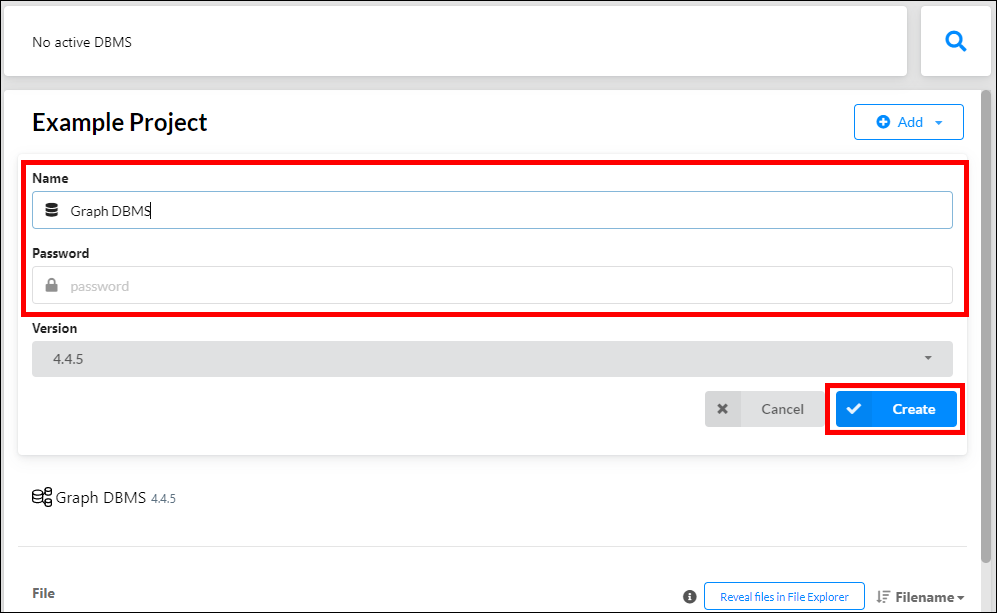 No active DBMS
Example Project
Add
Name
Graph DBMS
Password
password
Version
4.4.5
Cancel
Create
Graph DBMS 4.4.5
File
Reveal files in File Explorer
Filename